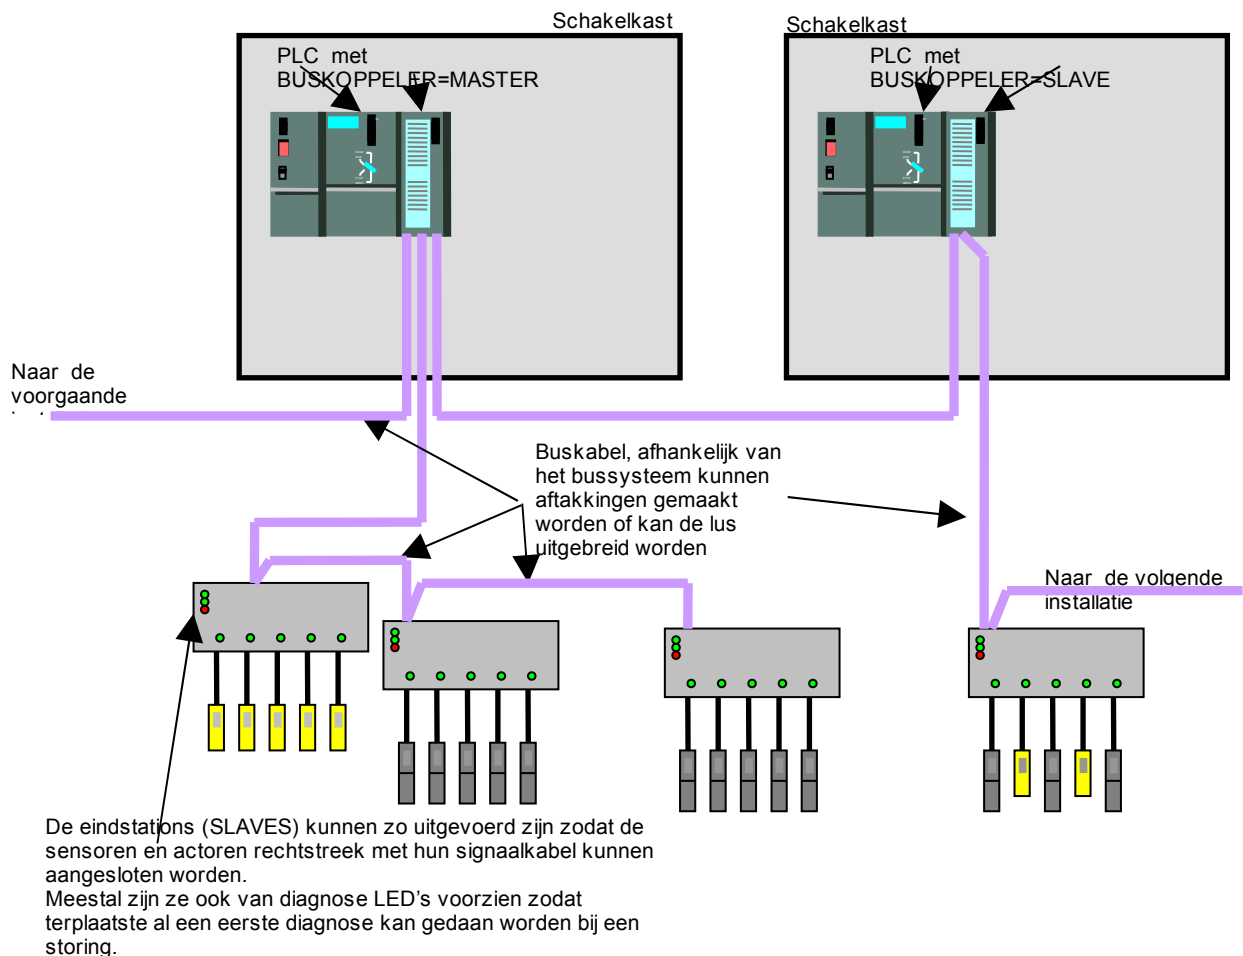 Schakelkast
Schakelkast
PLC  met
BUSKOPPELER=MASTER
PLC  met
BUSKOPPELER=SLAVE
Naar  de
voorgaande
Buskabel, afhankelijk van
het bussysteem kunnen
aftakkingen gemaakt
worden of kan de lus
uitgebreid worden
Naar  de volgende
installatie
De eindstations (SLAVES) kunnen zo uitgevoerd zijn zodat de
sensoren en actoren rechtstreek met hun signaalkabel kunnen
aangesloten worden.
Meestal zijn ze ook van diagnose LED’s voorzien zodat
terplaatste al een eerste diagnose kan gedaan worden bij een
storing.